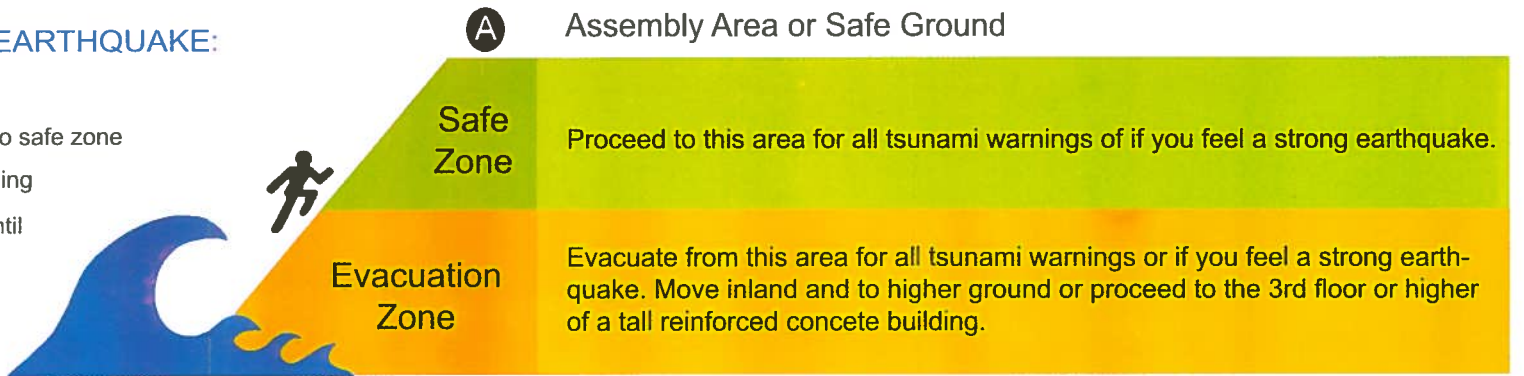 EARTHQUAKE:
safe zone
A Assembly Area or Safe Ground
Safe
Zone
Proceed to this area for all tsunami warnings of if you feel a strong earthquake.
Evacuation
Zone
Evacuate from this area for all tsunami warnings or if you feel a strong earth-
quake. Move inland and to higher ground or proceed to the 3rd floor or higher
of a tall reinforced concete building.